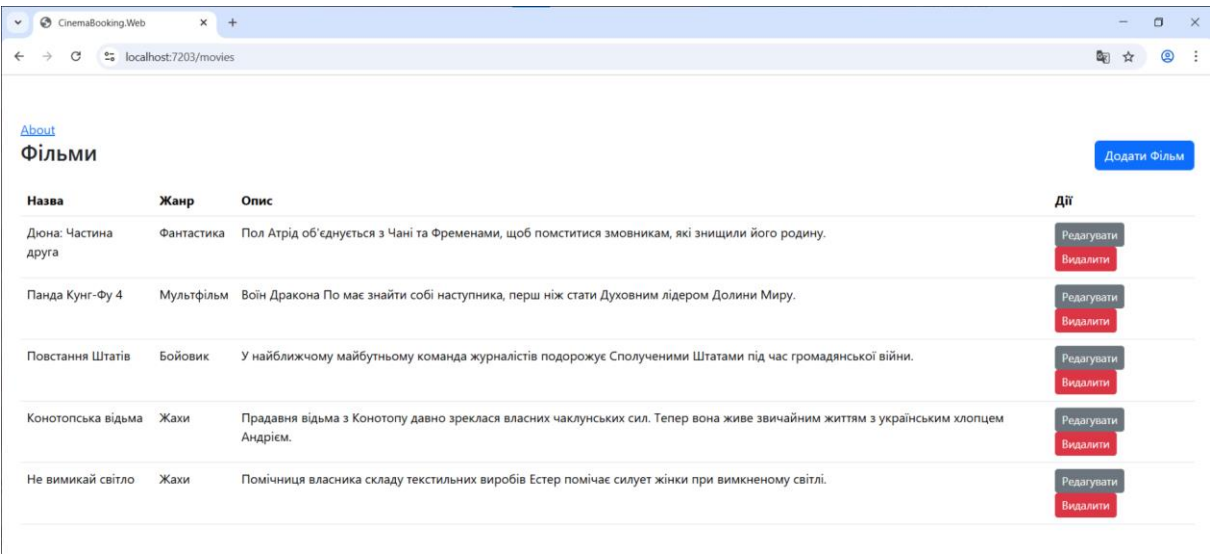 CinemaBooking.Web
localhost:7203/movies
About
Фільми
Додати Фільм
Назва Жанр Опис Дії
Дюна: Частина Фантастика Пол Атрід об'єднується з Чані та Фременами, щоб помститися змовникам, які знищили його родину. Редагувати
друга
Видалити
Панда Кунг-Фу 4 Мультфільм Воїн Дракона По має знайти собі наступника, перш ніж стати Духовним лідером Долини Миру. Редагувати
Видалити
Повстання Штатів Бойовик У найближчому майбутньому команда журналістів подорожує Сполученими Штатами під час громадянської війни. Редагувати
Видалити
Конотопська відьма Жахи Прадавня відьма з Конотопу давно зреклася власних чаклунських сил. Тепер вона живе звичайним життям з українським хлопцем Редагувати
Андрієм.
Видалити
Не вимикай світло Жахи Помічниця власника складу текстильних виробів Естер помічає силует жінки при вимкненому світлі. Редагувати
Видалити